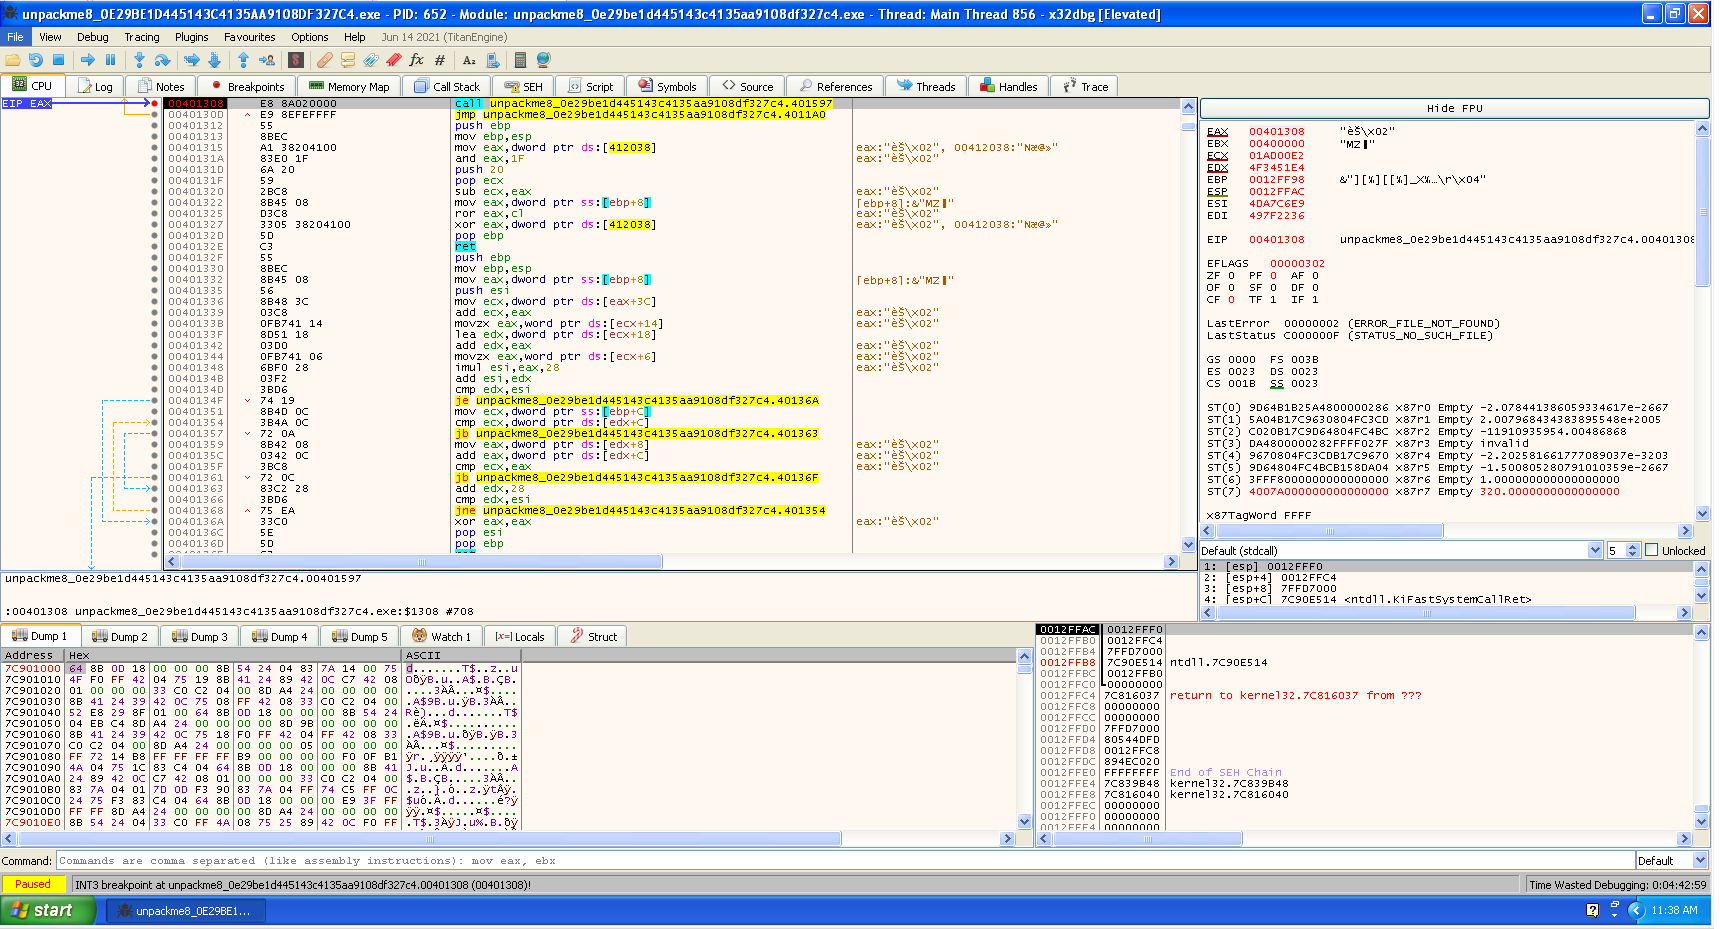 unpackme8_0E29BE1D445143C4135AA9108DF327C4.exe - PID: 652 - Module: unpackme8_0e29be1d445143c4135aa9108df327c4.exe - Thread: Main Thread 856 - x32dbg [Elevated]
File View Debug Tracing Plugins Favourites Options Help Jun 14 2021 (TitanEngine)
CPU Log Notes Breakpoints Memory Map Call Stack SEH Script Symbols Source References Threads Handles Trace
EIP EAX
00401308 E8 8A020000 call unpackme8_0e29be1d445143c4135aa9108df327c4.401597
0040130D E9 8EFEFFFF jmp unpackme8_0e29be1d445143c4135aa9108df327c4.4011A0
00401312 55 push ebp
00401313 8BEC mov ebp,esp
00401315 A1 38204100 mov eax,dword ptr ds:[412038] eax:"èŠ\x02", 00412038:"Næ@»"
0040131A 83E0 1F and eax,1F eax:"èŠ\x02"
0040131D 6A 20 push 20
0040131F 59 pop ecx
00401320 2BC8 sub ecx,eax eax:"èŠ\x02"
00401322 8B45 08 mov eax,dword ptr ss:[ebp+8] [ebp+8]:&"MZ
00401325 D3C8 ror eax,cl eax:"èŠ\x02"
00401327 3305 38204100 xor eax,dword ptr ds:[412038] eax:"èŠ\x02", 00412038:"Næ@»"
0040132D 5D pop ebp
0040132E C3 ret
0040132F 55 push ebp
00401330 8BEC mov ebp,esp
00401332 8B45 08 mov eax,dword ptr ss:[ebp+8] [ebp+8]:&"MZ
00401335 56 push esi
00401336 8B48 3C mov ecx,dword ptr ds:[eax+3C]
00401339 03C8 add ecx,eax eax:"èŠ\x02"
0040133B 0FB741 14 movzx eax,word ptr ds:[ecx+14] eax:"èŠ\x02"
0040133F 8D51 18 lea edx,dword ptr ds:[ecx+18]
00401342 03D0 add edx,eax eax:"èŠ\x02"
00401344 0FB741 06 movzx eax,word ptr ds:[ecx+6] eax:"èŠ\x02"
00401348 6BF0 28 imul esi,eax,28 eax:"èŠ\x02"
0040134B 03F2 add esi,edx
0040134D 3BD6 cmp edx,esi
0040134F 74 19 je unpackme8_0e29be1d445143c4135aa9108df327c4.40136A
00401351 8B4D 0C mov ecx,dword ptr ss:[ebp+C]
00401354 3B4A 0C cmp ecx,dword ptr ds:[edx+C]
00401357 72 0A jb unpackme8_0e29be1d445143c4135aa9108df327c4.401363
00401359 8B42 08 mov eax,dword ptr ds:[edx+8] eax:"èŠ\x02"
0040135C 0342 0C add eax,dword ptr ds:[edx+C] eax:"èŠ\x02"
0040135F 3BC8 cmp ecx,eax eax:"èŠ\x02"
00401361 72 0C jb unpackme8_0e29be1d445143c4135aa9108df327c4.40136F
00401363 83C2 28 add edx,28
00401366 3BD6 cmp edx,esi
00401368 75 EA jne unpackme8_0e29be1d445143c4135aa9108df327c4.401354
0040136A 33C0 xor eax,eax eax:"èŠ\x02"
0040136C 5E pop esi
0040136D 5D pop ebp
Hide FPU
EAX 00401308 "èŠ\x02"
EBX 00400000 "MZ
ECX 01AD00E2
EDX 4F3451E4
EBP 0012FF98 &"][¼][[¼]_X%…\r\x04"
ESP 0012FFAC
ESI 4DA7C6E9
EDI 497F2236
EIP 00401308 unpackme8_0e29be1d445143c4135aa9108df327c4.00401308
EFLAGS 00000302
ZF 0 PF 0 AF 0
OF 0 SF 0 DF 0
CF 0 TF 1 IF 1
LastError 00000002 (ERROR_FILE_NOT_FOUND)
LastStatus C000000F (STATUS_NO_SUCH_FILE)
GS 0000 FS 003B
ES 0023 DS 0023
CS 001B SS 0023
ST(0) 9D64B1B25A4800000286 x87r0 Empty -2.078441386059334617e-2667
ST(1) 5A04B17C9630804FC3CD x87r1 Empty 2.007968438383895548e+2005
ST(2) C020B17C9D64804FC4BC x87r2 Empty -11910935954.00486868
ST(3) DA4800000282FFFF027F x87r3 Empty invalid
ST(4) 9670804FC3CDB17C9670 x87r4 Empty -2.202581661777089037e-3203
ST(5) 9D64804FC4BCB158DA04 x87r5 Empty -1.500805280791010359e-2667
ST(6) 3FFF8000000000000000 x87r6 Empty 1.000000000000000000
ST(7) 4007A000000000000000 x87r7 Empty 320.0000000000000000
x87TagWord FFFF
Default (stdcall) 5 Unlocked
1: [esp] 0012FFF0
2: [esp+4] 0012FFC4
3: [esp+8] 7FFD7000
4: [esp+C] 7C90E514 <ntdll.KiFastSystemCallRet>
unpackme8_0e29be1d445143c4135aa9108df327c4.00401597
:00401308 unpackme8_0e29be1d445143c4135aa9108df327c4.exe:$1308 #708
Dump 1 Dump 2 Dump 3 Dump 4 Dump 5 Watch 1 [x=] Locals Struct
Address Hex ASCII
7C901000 64 8B 0D 18 00 00 00 8B 54 24 04 83 7A 14 00 75 d.......T$..z..u
7C901010 4F F0 FF 42 04 75 19 8B 41 24 89 42 0C C7 42 08 OðÿB.u..A$.B.ÇB.
7C901020 01 00 00 00 33 C0 C2 04 00 8D A4 24 00 00 00 00 ....3ÀÂ...¤$....
7C901030 8B 41 24 39 42 0C 75 08 FF 42 08 33 C0 C2 04 00 .A$9B.u.ÿB.3ÀÂ..
7C901040 52 E8 29 8F 01 00 64 8B 0D 18 00 00 00 8B 54 24 Rè)...d.......T$
7C901050 04 EB C4 8D A4 24 00 00 00 00 8D 9B 00 00 00 00 .ëÄ.¤$..........
7C901060 8B 41 24 39 42 0C 75 18 F0 FF 42 04 FF 42 08 33 .A$9B.u.ðÿB.ÿB.3
7C901070 C0 C2 04 00 8D A4 24 00 00 00 00 05 00 00 00 00 ÀÂ...¤$.........
7C901080 FF 72 14 B8 FF FF FF FF B9 00 00 00 00 F0 0F B1 ÿr.¸ÿÿÿÿ¹....ð.±
7C901090 4A 04 75 1C 83 C4 04 64 8B 0D 18 00 00 00 8B 41 J.u..Ä.d.......A
7C9010A0 24 89 42 0C C7 42 08 01 00 00 00 33 C0 C2 04 00 $.B.ÇB.....3ÀÂ..
7C9010B0 83 7A 04 01 7D 0D F3 90 83 7A 04 FF 74 C5 FF 0C .z..}.ó..z.ÿtÅÿ.
7C9010C0 24 75 F3 83 C4 04 64 8B 0D 18 00 00 00 E9 3F FF $uó.Ä.d......é?ÿ
7C9010D0 FF FF 8D A4 24 00 00 00 00 8D A4 24 00 00 00 00 ÿÿ.¤$.....¤$....
7C9010E0 8B 54 24 04 33 C0 FF 4A 08 75 25 89 42 0C F0 FF .T$.3ÀÿJ.u%.B.ðÿ
0012FFAC 0012FFF0
0012FFB0 0012FFC4
0012FFB4 7FFD7000
0012FFB8 7C90E514 ntdll.7C90E514
0012FFBC 0012FFB0
0012FFC0 00000000
0012FFC4 7C816037 return to kernel32.7C816037 from ???
0012FFC8 00000000
0012FFCC 00000000
0012FFD0 7FFD7000
0012FFD4 80544DFD
0012FFD8 0012FFC8
0012FFDC 894EC020
0012FFE0 FFFFFFFF End of SEH Chain
0012FFE4 7C839B48 kernel32.7C839B48
0012FFE8 7C816040 kernel32.7C816040
0012FFEC 00000000
0012FFF0 00000000
0012FFF4 00000000
Command: Commands are comma separated (like assembly instructions): mov eax, ebx Default
Paused INT3 breakpoint at unpackme8_0e29be1d445143c4135aa9108df327c4.00401308 (00401308)! Time Wasted Debugging: 0:04:42:59
start unpackme8_0E29BE1... 11:38 AM